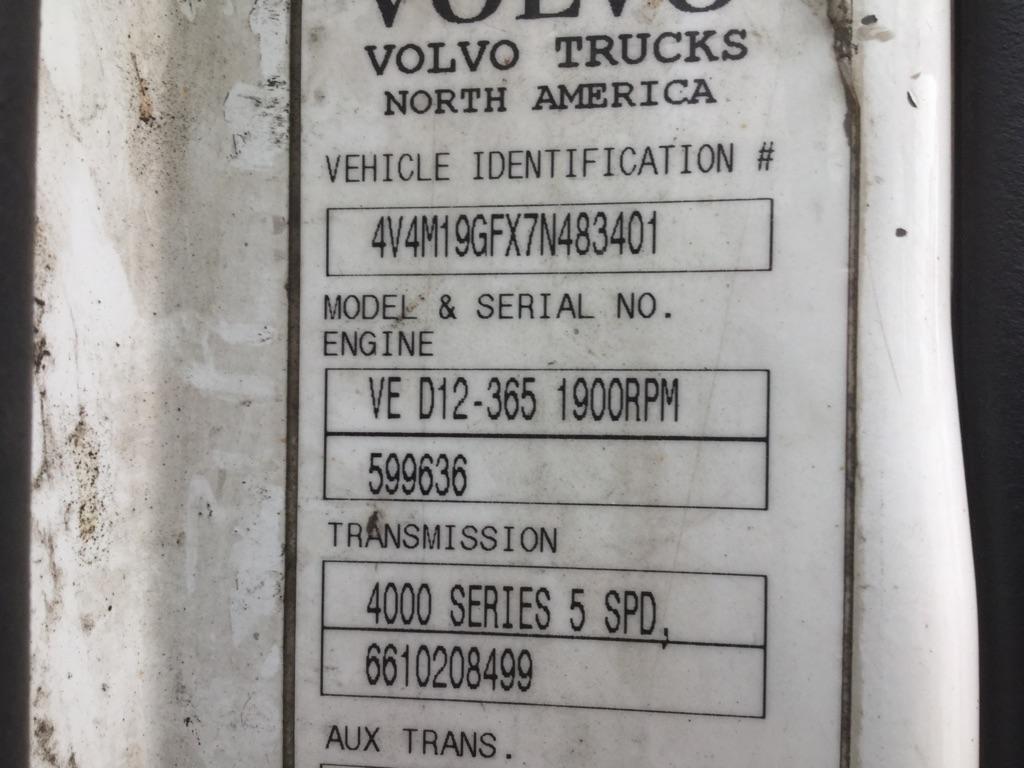 VOLVO
VOLVO TRUCKS
NORTH AMERICA
VEHICLE IDENTIFICATION #
4V4M19GFX7N483401
MODEL & SERIAL NO.
ENGINE
VE D12-365 1900RPM
599636
TRANSMISSION
4000 SERIES 5 SPD,
6610208499
AUX TRANS.